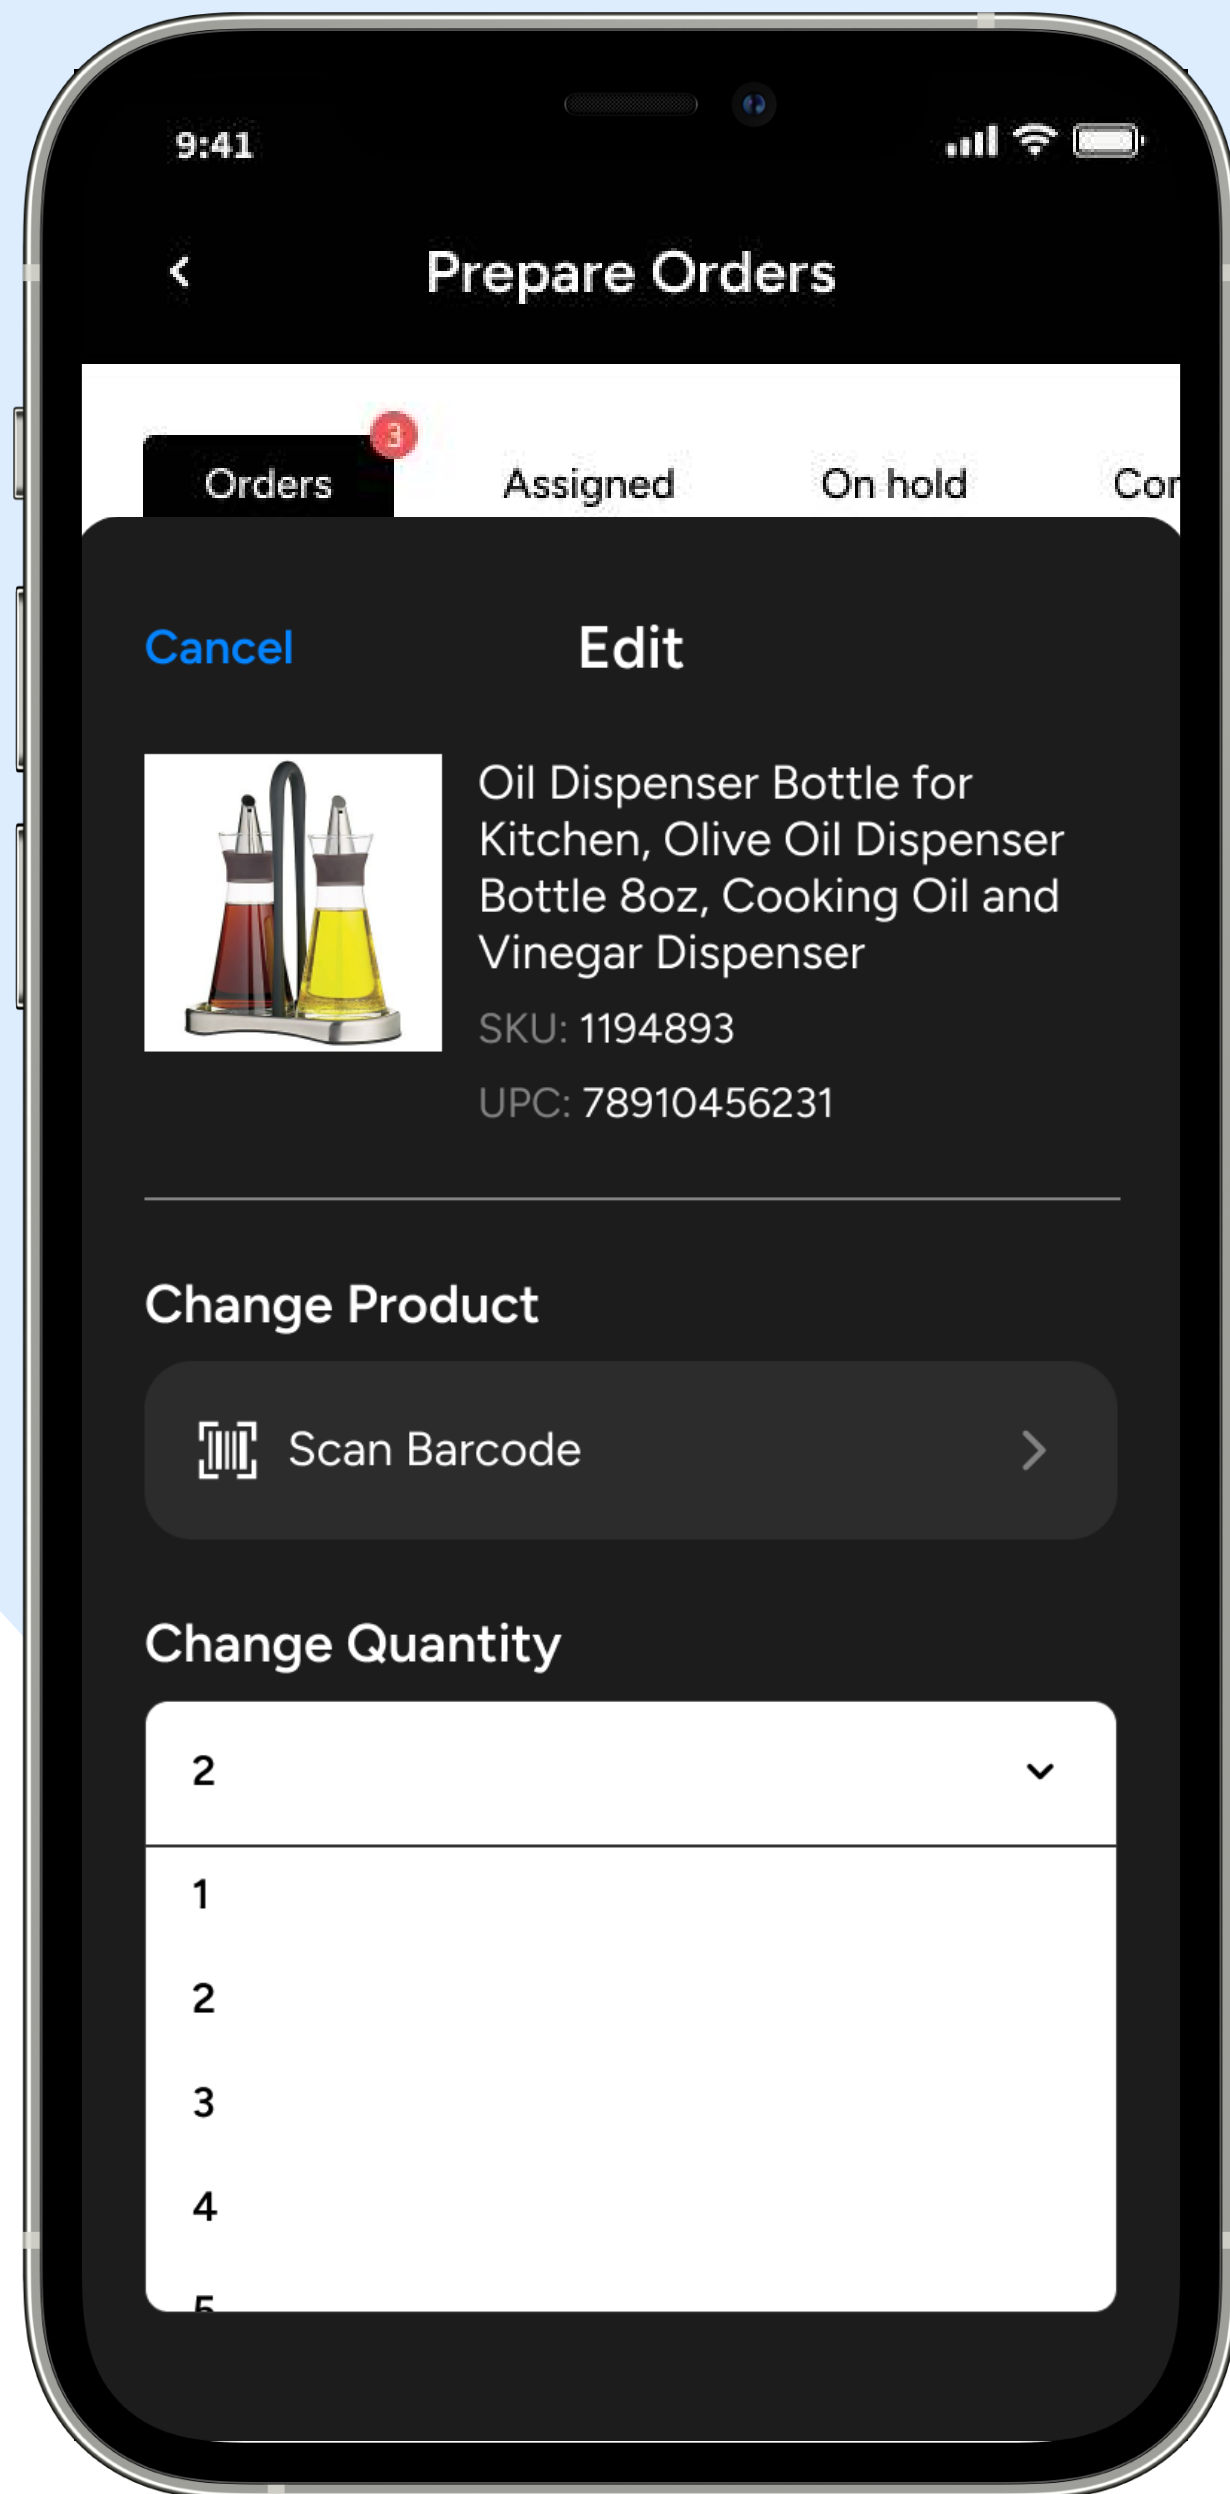 9:41
Prepare Orders
3
Orders Assigned On hold Cor
Cancel Edit
Oil Dispenser Bottle for
Kitchen, Olive Oil Dispenser
Bottle 8oz, Cooking Oil and
Vinegar Dispenser
SKU: 1194893
UPC: 78910456231
Change Product
Scan Barcode
Change Quantity
2
1
2
3
4
5